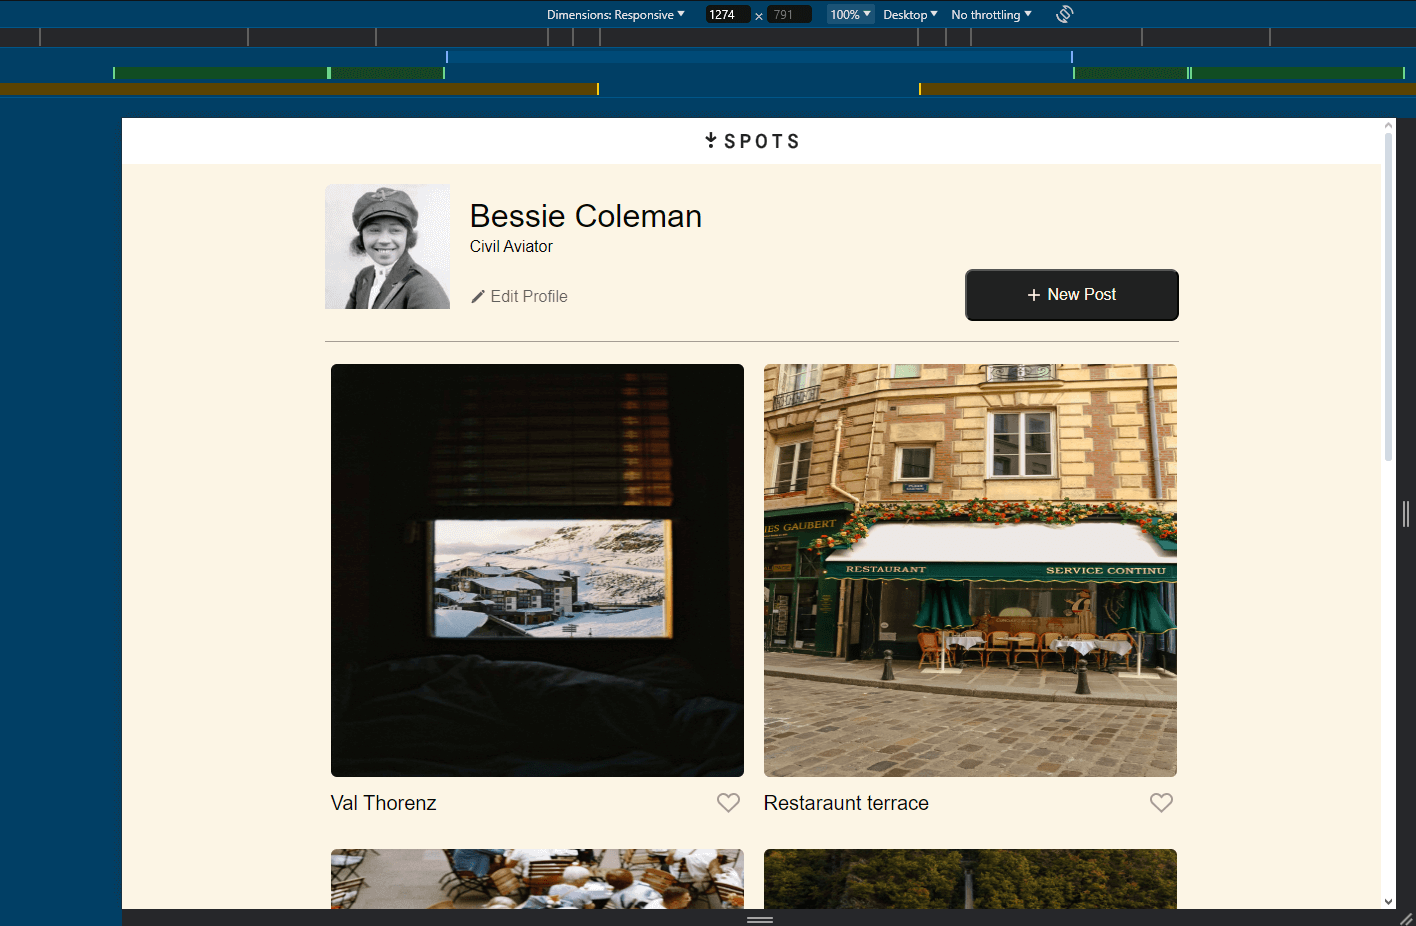 Dimensions: Responsive 1274 × 791 100% Desktop No throttling
SPOTS
Bessie Coleman
Civil Aviator
Edit Profile
+ New Post
ES GAUBERT
RESTAURANT SERVICE CONTINU
Val Thorenz
Restaraunt terrace